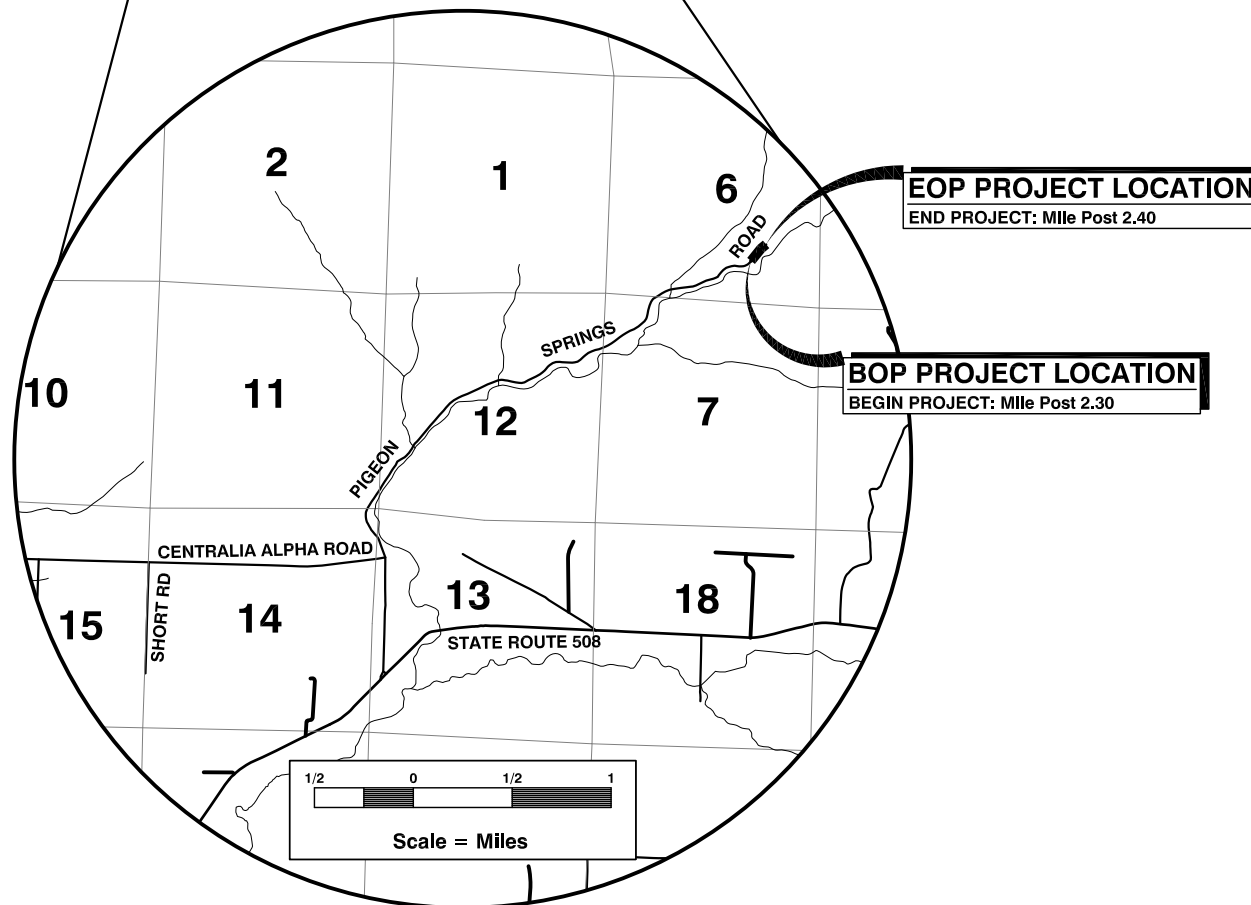 2
1
6
EOP PROJECT LOCATION
END PROJECT: Mile Post 2.40
ROAD
SPRINGS
BOP PROJECT LOCATION
BEGIN PROJECT: Mile Post 2.30
10
11
12
7
PIGEON
CENTRALIA ALPHA ROAD
SHORT RD
15
14
13
18
STATE ROUTE 508
1/2 0 1/2 1
Scale = Miles